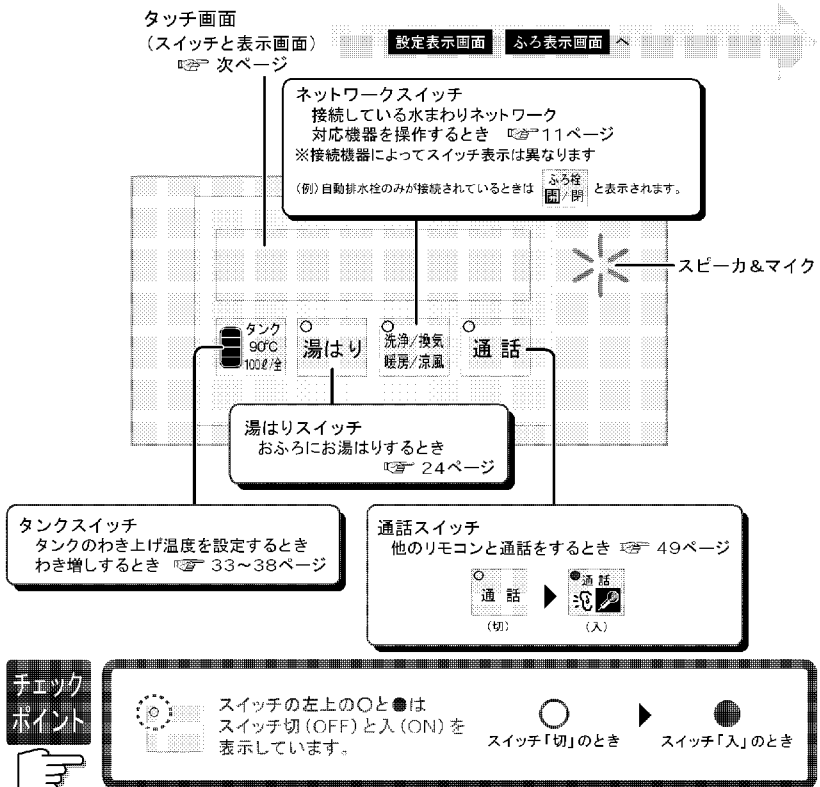 タッチ画面
(スイッチと表示画面)
☞ 次ページ
設定表示画面 ふろ表示画面 へ
ネットワークスイッチ
接続している水まわりネットワーク
対応機器を操作するとき ☞11ページ
※接続機器によってスイッチ表示は異なります
(例)自動排水栓のみが接続されているときは ふろ栓 開/閉 と表示されます。
スピーカ&マイク
タンク
90℃
100ℓ/全
湯はり
洗浄/換気
暖房/涼風
通話
湯はりスイッチ
おふろにお湯はりするとき
☞ 24ページ
タンクスイッチ
タンクのわき上げ温度を設定するとき
わき増しするとき ☞ 33~38ページ
通話スイッチ
他のリモコンと通話をするとき ☞ 49ページ
通話
(切)
通話
(入)
チェック
ポイント
スイッチの左上の○と●は
スイッチ切(OFF)と入(ON)を
表示しています。
スイッチ「切」のとき
スイッチ「入」のとき